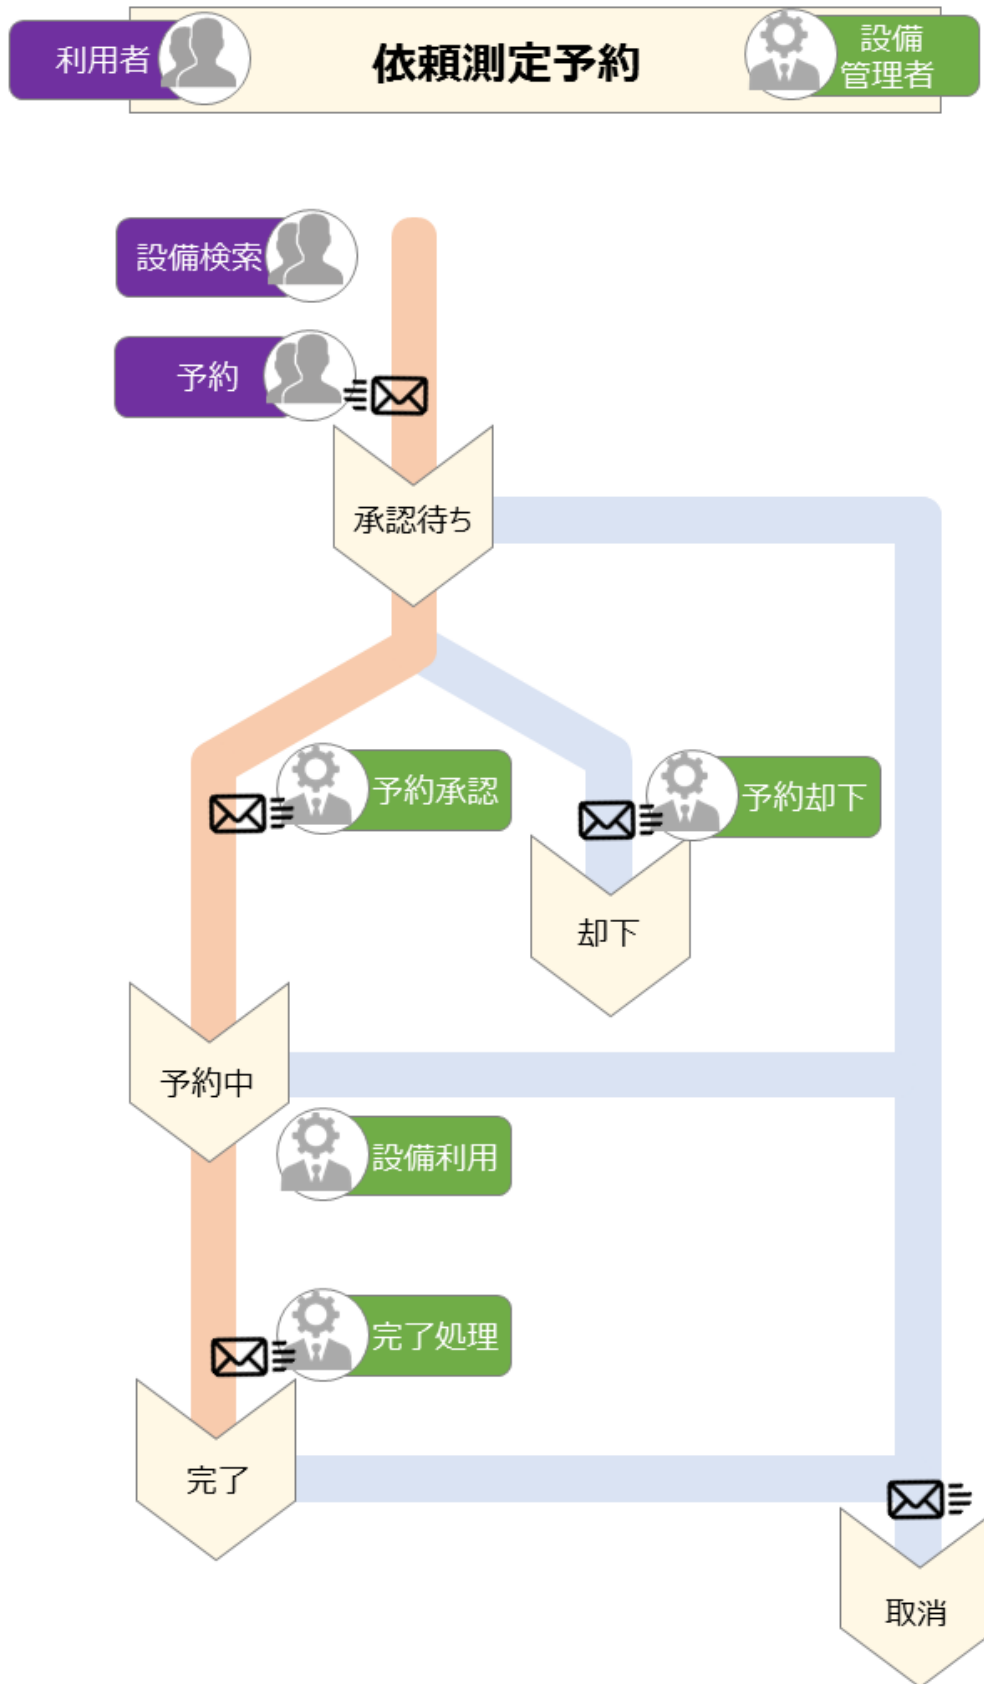 利用者
依頼測定予約
設備
管理者
設備検索
予約
承認待ち
予約承認
予約却下
却下
予約中
設備利用
完了処理
完了
取消